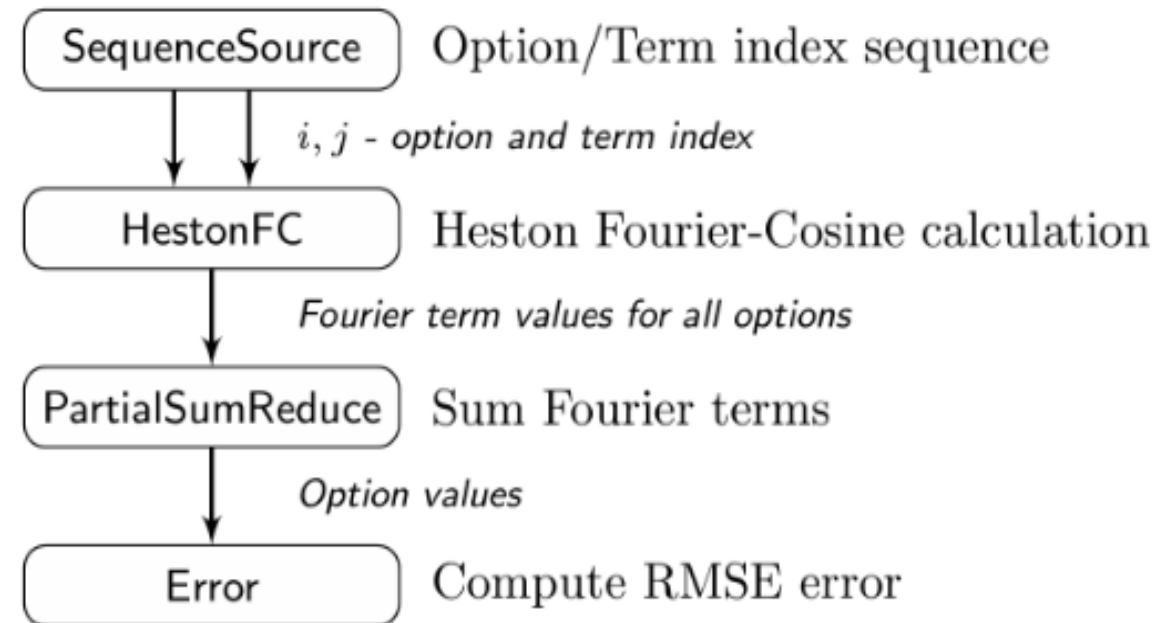 SequenceSource Option/Term index sequence
i, j - option and term index
HestonFC Heston Fourier-Cosine calculation
Fourier term values for all options
PartialSumReduce Sum Fourier terms
Option values
Error Compute RMSE error